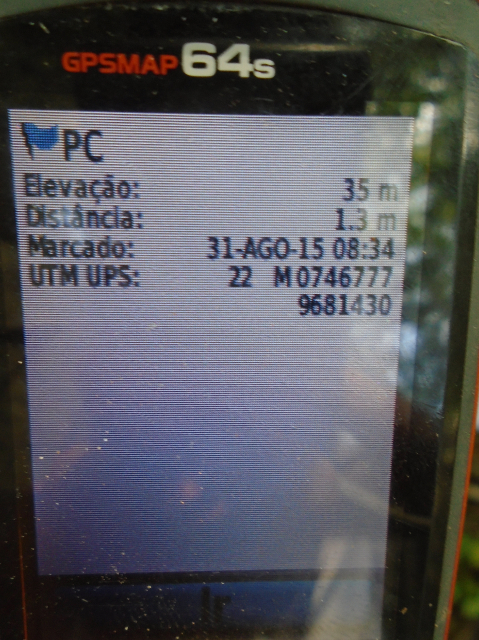 GPSMAP 64s
PC
Elevação: 35 m
Distância: 1.3 m
Marcado: 31-AGO-15 08:34
UTM UPS: 22 M 0746777
9681430
Ir